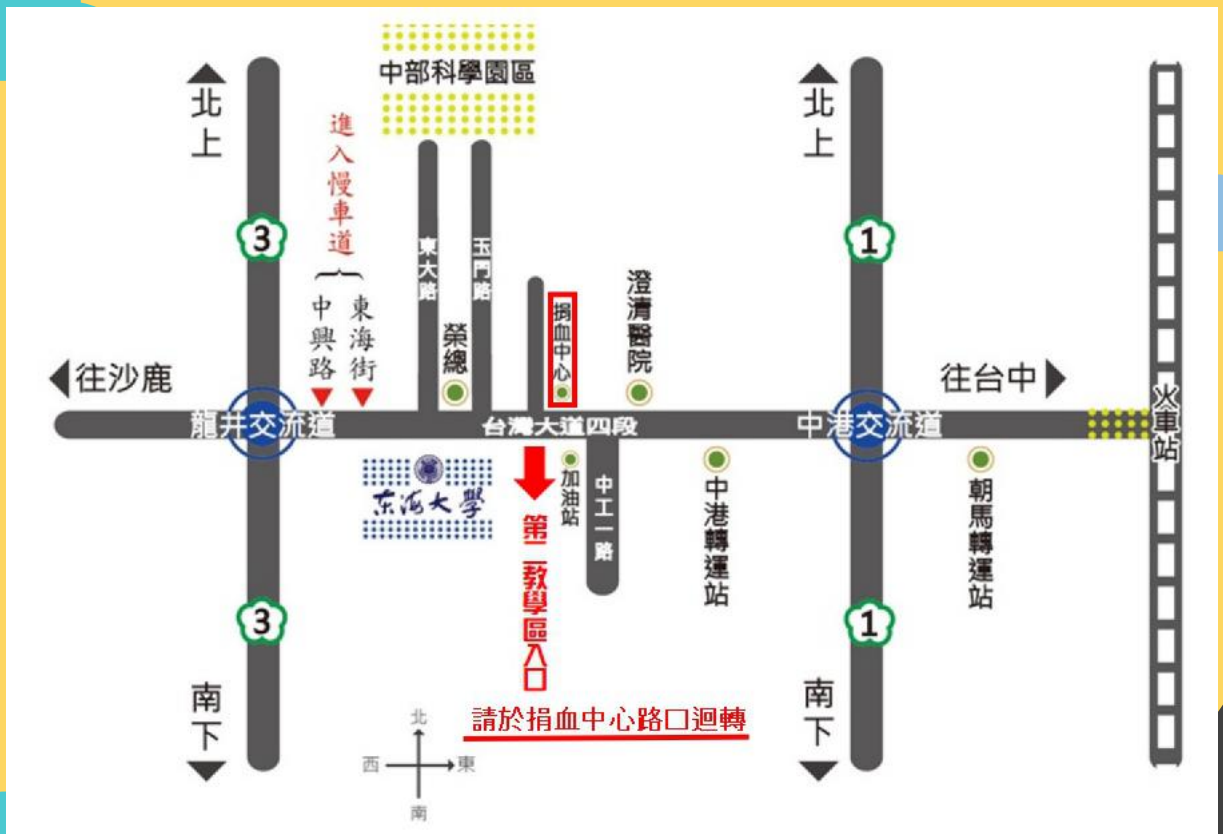 中部科學園區
北上
北上
進入慢車道
3
1
東大路
玉門路
中興路
東海街
榮總
捐血中心
澄清醫院
往沙鹿
往台中
龍井交流道
台灣大道四段
中港交流道
火車站
东海大學
加油站
中工一路
中港轉運站
朝馬轉運站
第二教學區入口
3
1
南下
南下
請於捐血中心路口迴轉
北
西
東
南